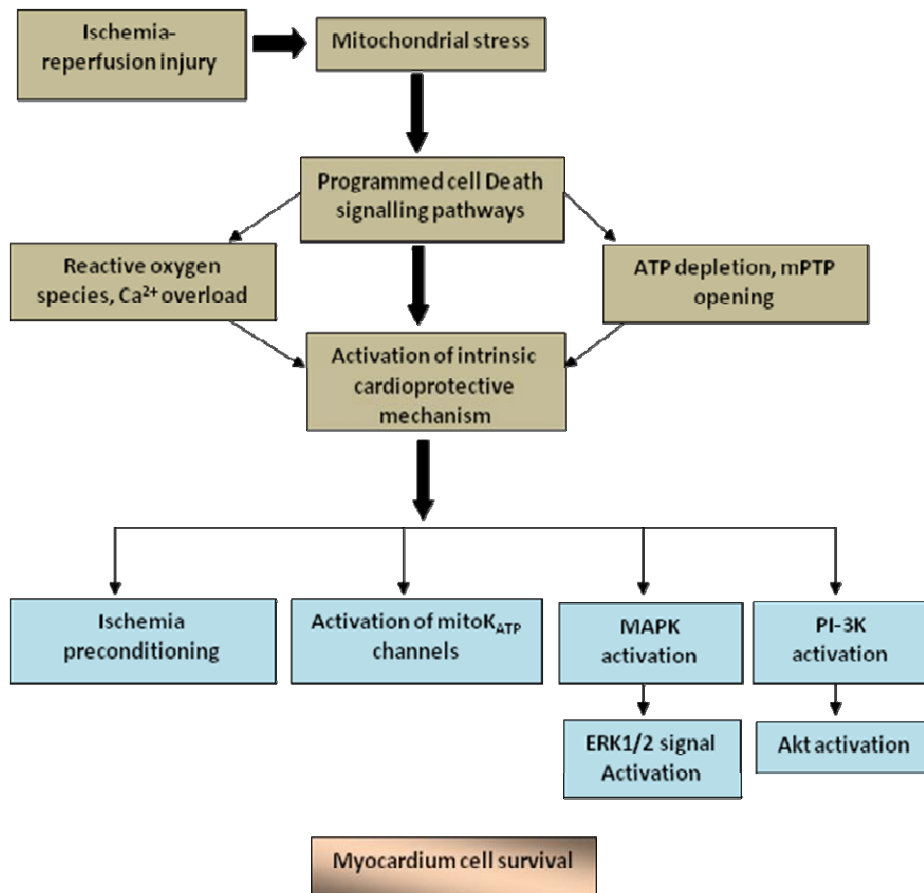 Ischemia-
reperfusion injury
Mitochondrial stress
Programmed cell Death
signalling pathways
Reactive oxygen
species, Ca²⁺ overload
ATP depletion, mPTP
opening
Activation of intrinsic
cardioprotective
mechanism
Ischemia
preconditioning
Activation of mitoK_ATP
channels
MAPK
activation
PI-3K
activation
ERK1/2 signal
Activation
Akt activation
Myocardium cell survival